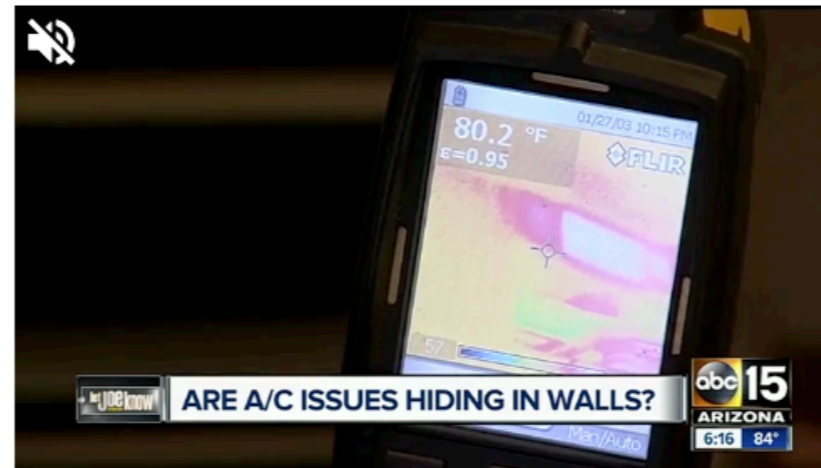 01/27/03 10:15 PM
80.2 °F
ε=0.95
FLIR
57
Man/Auto
let JOE know
ARE A/C ISSUES HIDING IN WALLS?
abc 15
ARIZONA
6:16 84°